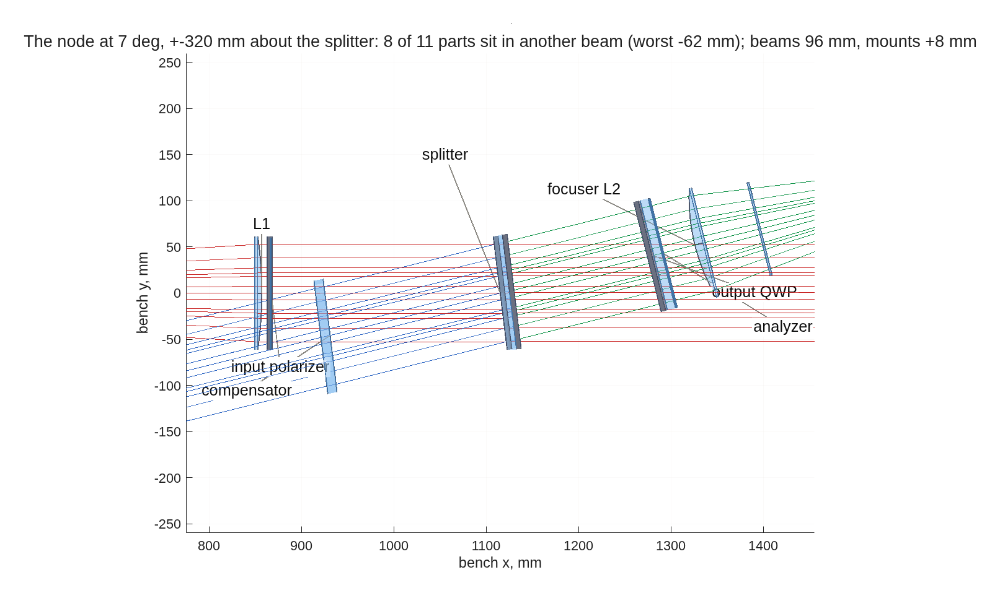 The node at 7 deg, +-320 mm about the splitter: 8 of 11 parts sit in another beam (worst -62 mm); beams 96 mm, mounts +8 mm
250
200
150
100
50
0
-50
-100
-150
-200
-250
bench y, mm
splitter
focuser L2
L1
output QWP
analyzer
input polarizer
compensator
800
900
1000
1100
1200
1300
1400
bench x, mm